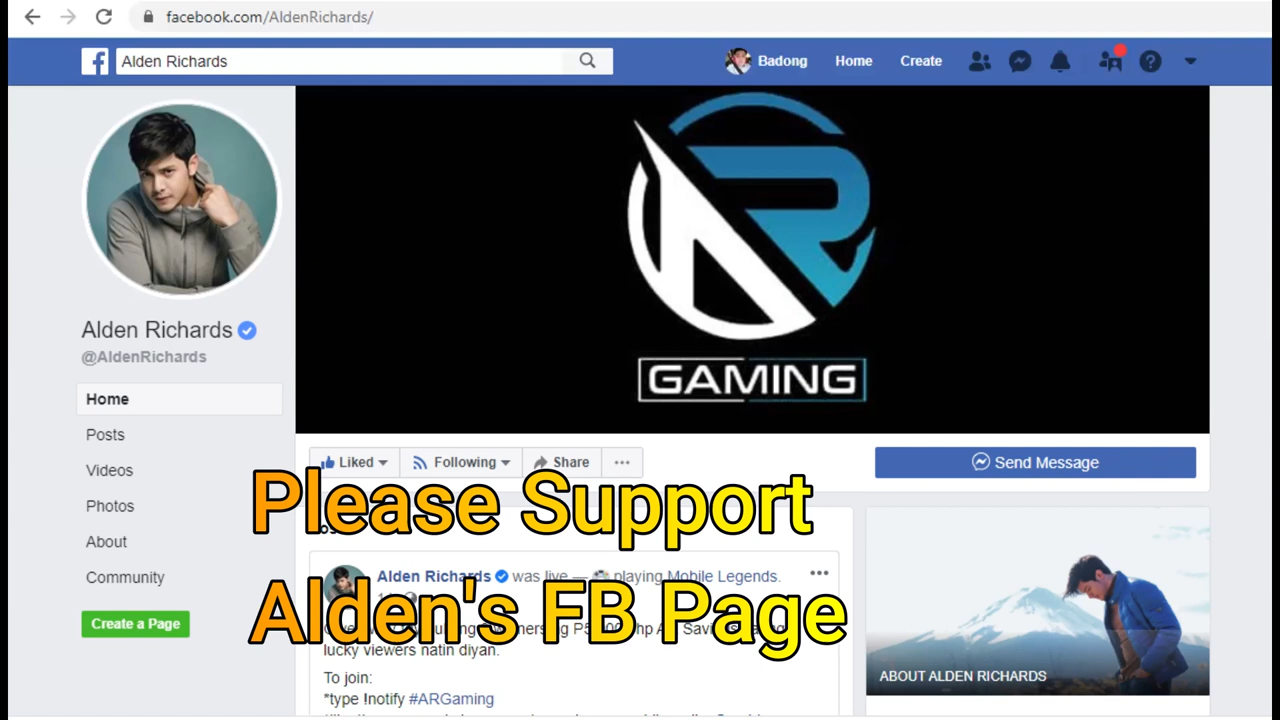 facebook.com/AldenRichards/
Alden Richards
Badong
Home
Create
AR
GAMING
Alden Richards
@AldenRichards
Home
Posts
Videos
Photos
About
Community
Create a Page
Liked
Following
Share
Send Message
Please Support
Alden's FB Page
Alden Richards was live — playing Mobile Legends.
lucky viewers natin diyan.
To join:
*type !notify #ARGaming
ABOUT ALDEN RICHARDS